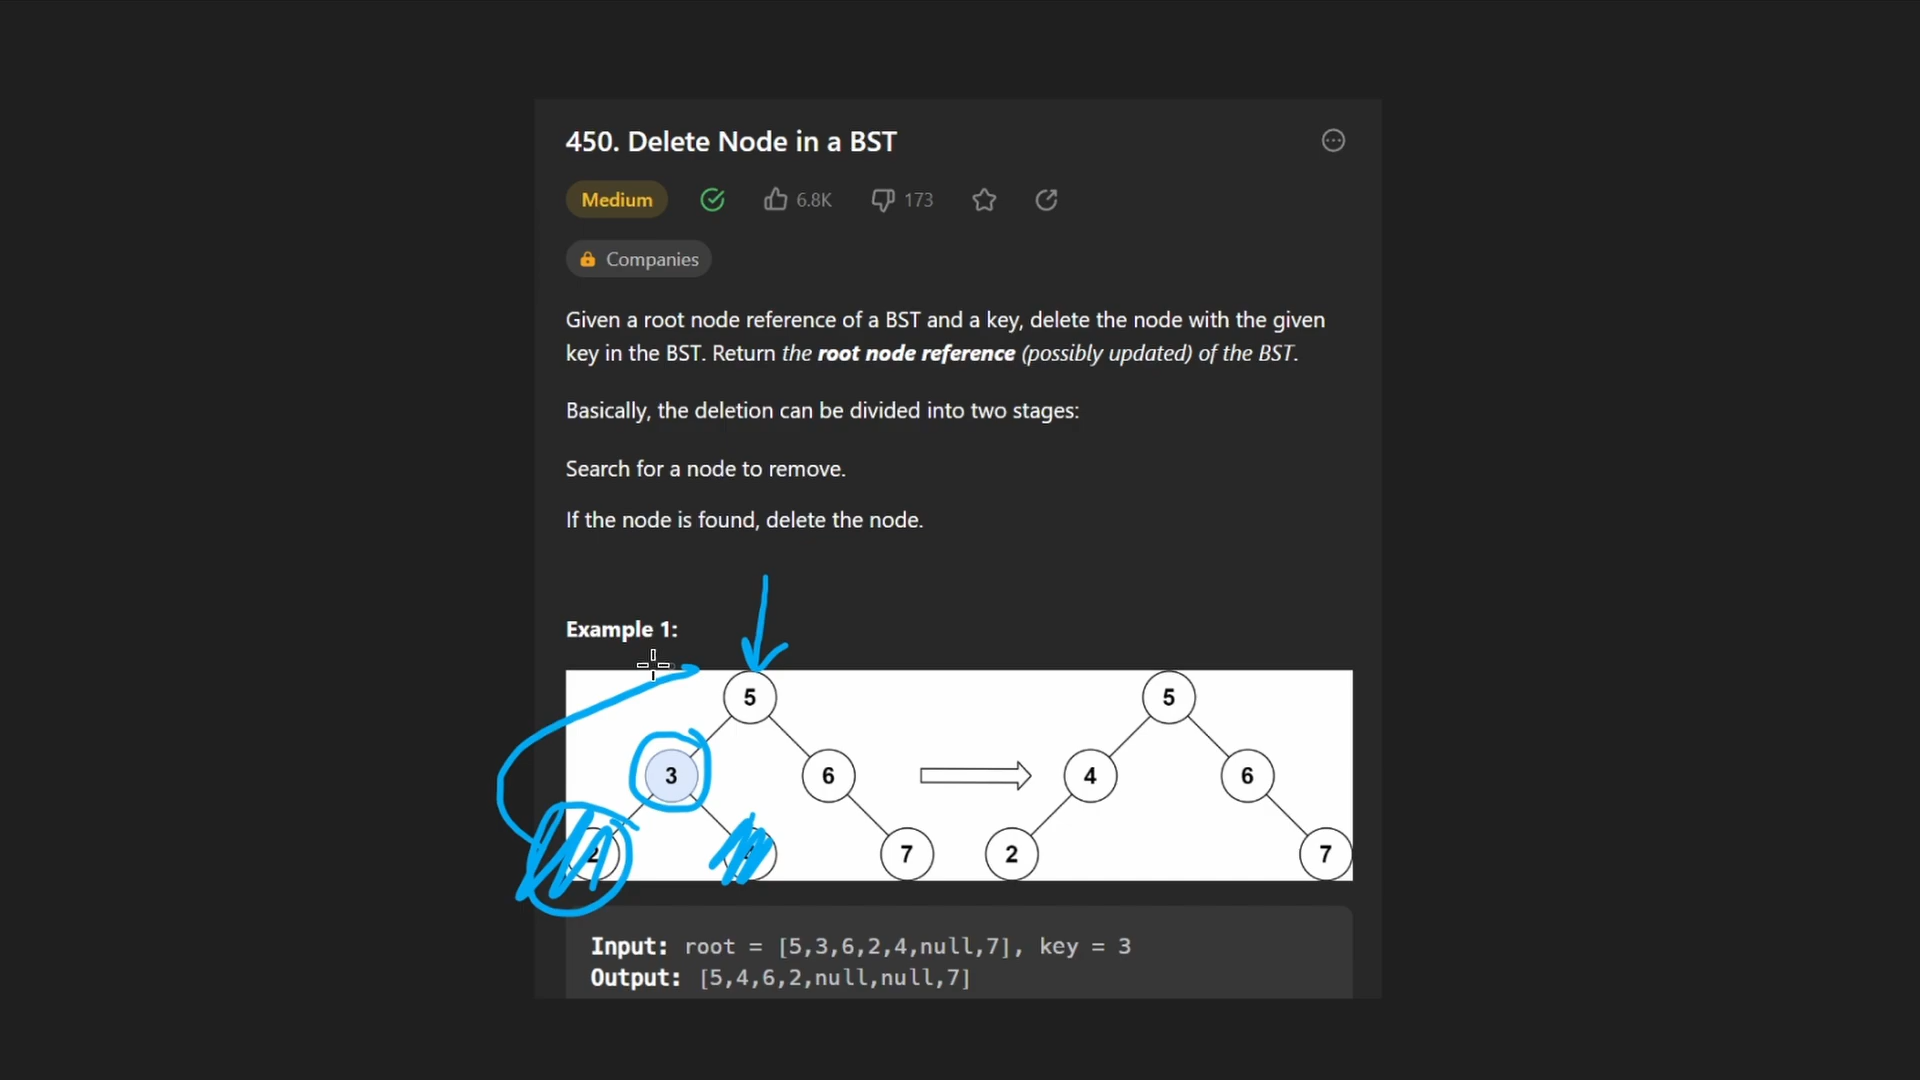 450. Delete Node in a BST
Medium 6.8K 173
Companies
Given a root node reference of a BST and a key, delete the node with the given
key in the BST. Return the root node reference (possibly updated) of the BST.
Basically, the deletion can be divided into two stages:
Search for a node to remove.
If the node is found, delete the node.
Example 1:
5 5
3 6 4 6
2 7 2 7
Input: root = [5,3,6,2,4,null,7], key = 3
Output: [5,4,6,2,null,null,7]